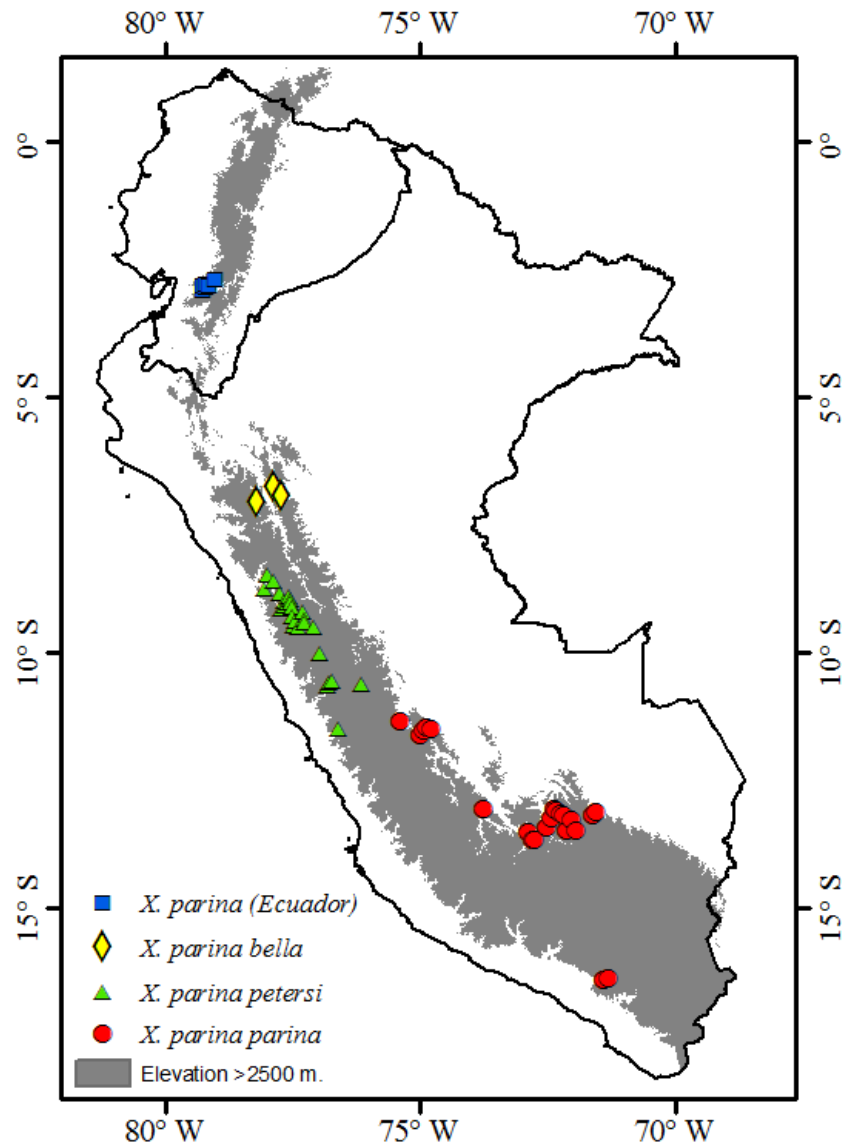 80° W 75° W 70° W
0° 0°
5°S 5°S
10°S 10°S
15°S 15°S
X. parina (Ecuador)
X. parina bella
X. parina petersi
X. parina parina
Elevation >2500 m.
80° W 75° W 70° W